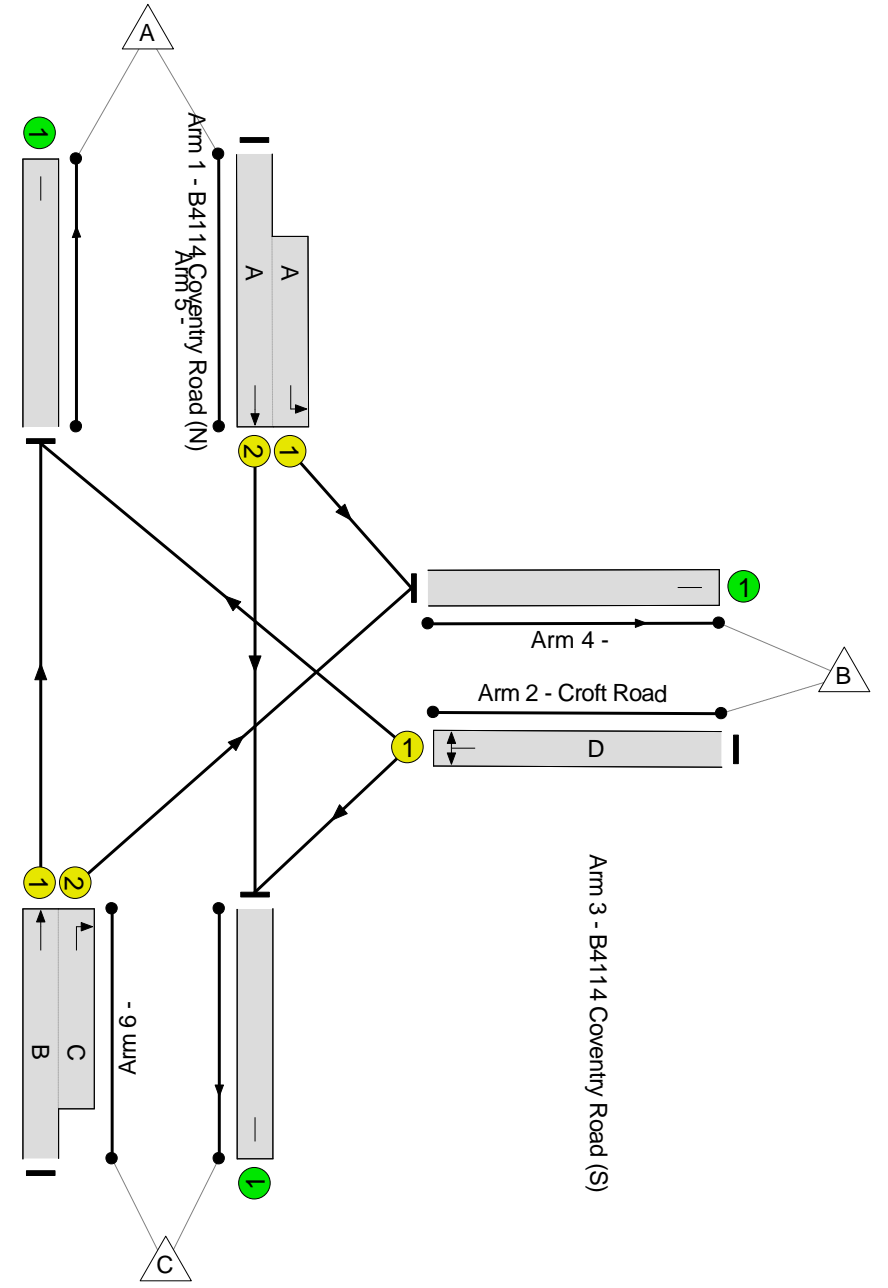 A
1
Arm 1 - B4114 Coventry Road (N)
Arm 5 -
A
A
2
1
1
Arm 4 -
B
Arm 2 - Croft Road
1
D
1
2
Arm 3 - B4114 Coventry Road (S)
Arm 6 -
B
C
1
C